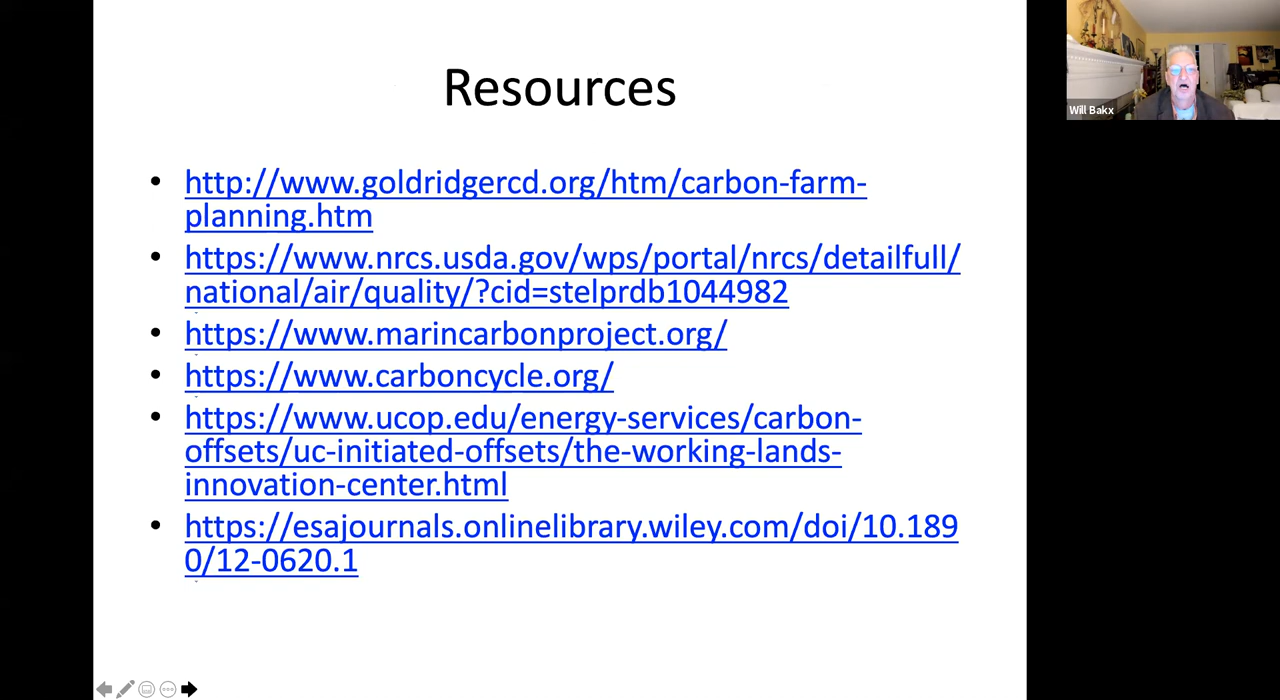 Resources
• http://www.goldridgercd.org/htm/carbon-farm-
planning.htm
• https://www.nrcs.usda.gov/wps/portal/nrcs/detailfull/
national/air/quality/?cid=stelprdb1044982
• https://www.marincarbonproject.org/
• https://www.carboncycle.org/
• https://www.ucop.edu/energy-services/carbon-
offsets/uc-initiated-offsets/the-working-lands-
innovation-center.html
• https://esajournals.onlinelibrary.wiley.com/doi/10.189
0/12-0620.1
Will Bakx